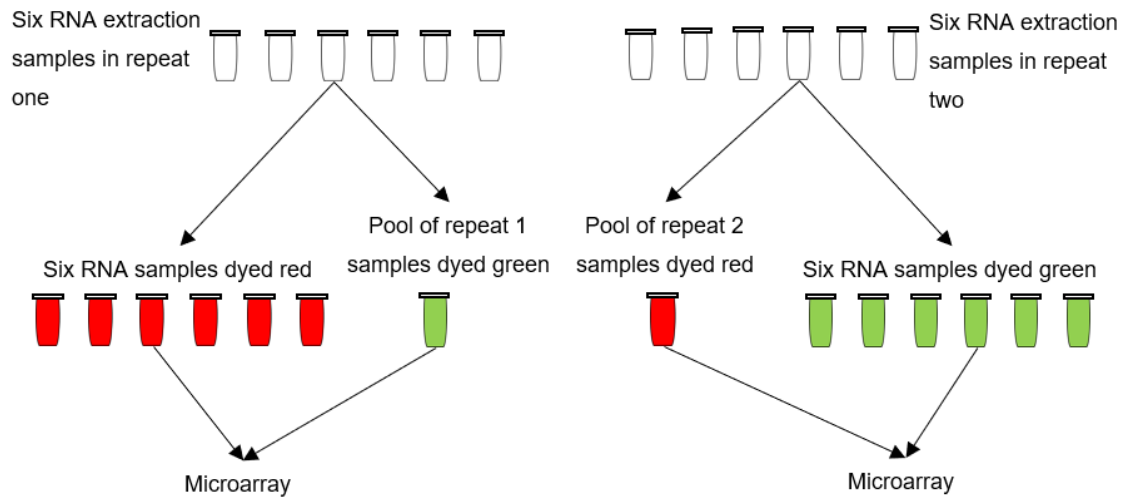 Six RNA extraction
samples in repeat
one
Six RNA extraction
samples in repeat
two
Pool of repeat 1
samples dyed green
Pool of repeat 2
samples dyed red
Six RNA samples dyed red
Six RNA samples dyed green
Microarray
Microarray